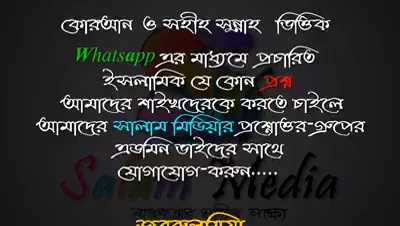 কোরআন ও সহীহ সুন্নাহ ভিত্তিক
Whatsapp এর মাধ্যমে প্রচারিত
ইসলামিক যে কোন প্রশ্ন
আমাদের শাইখদেরকে করতে চাইলে
আমাদের সালাম মিডিয়ার প্রশ্নোত্তর-গ্রুপের
এডমিন ভাইদের সাথে
যোগাযোগ-করুন.....
Salam Media